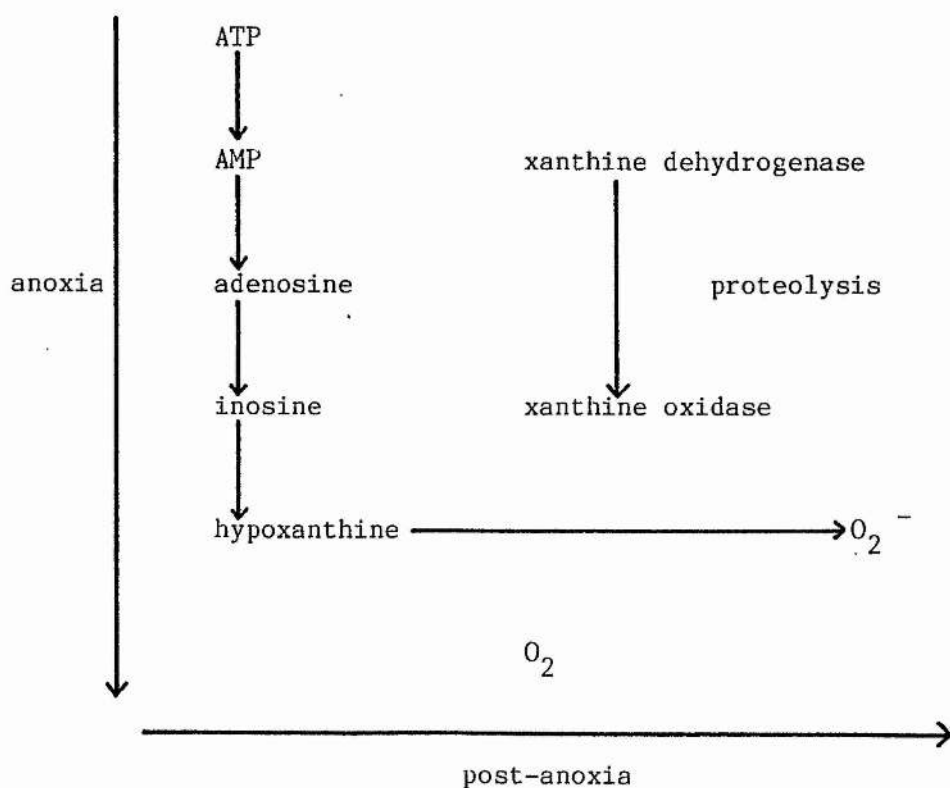 ATP
AMP xanthine dehydrogenase
anoxia adenosine proteolysis
inosine xanthine oxidase
hypoxanthine O₂⁻
O₂
post-anoxia